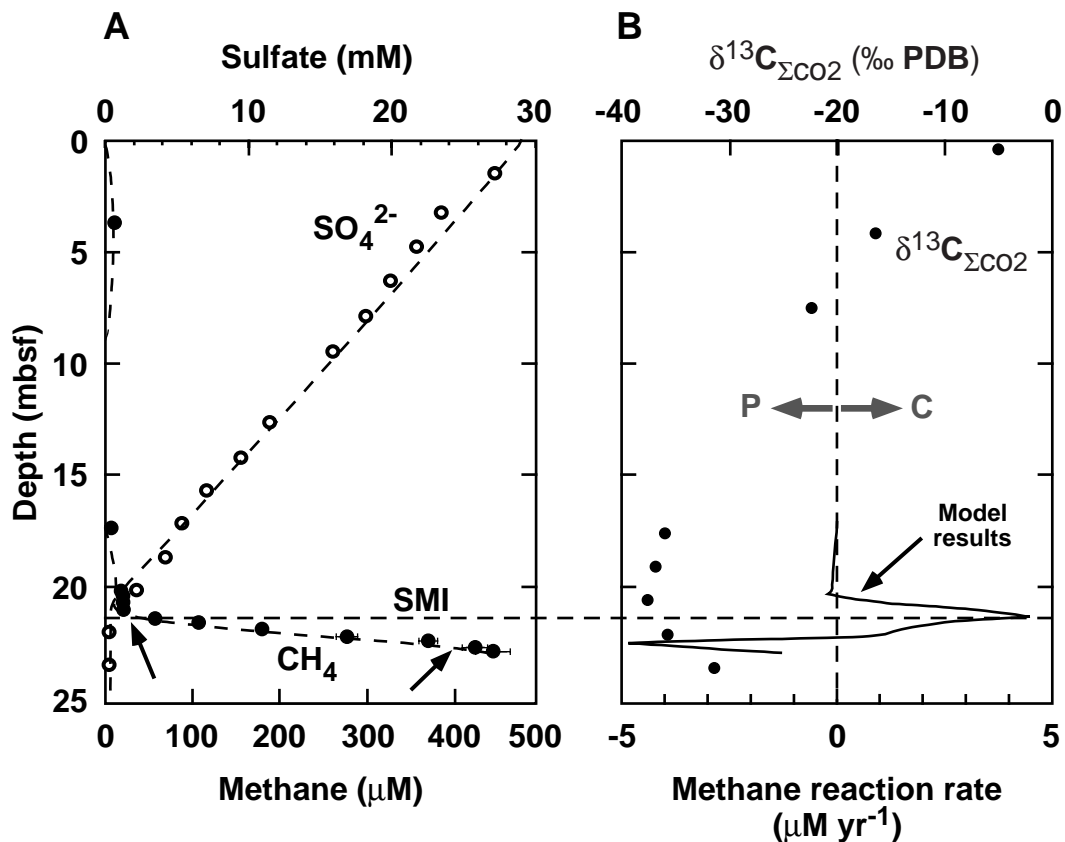 A
Sulfate (mM)
0 10 20 30
0
5
10
15
20
25
Depth (mbsf)
SO₄²⁻
SMI
CH₄
0 100 200 300 400 500
Methane (μM)
B
δ¹³C_ΣCO2 (‰ PDB)
-40 -30 -20 -10 0
δ¹³C_ΣCO2
P C
Model
results
-5 0 5
Methane reaction rate
(μM yr⁻¹)